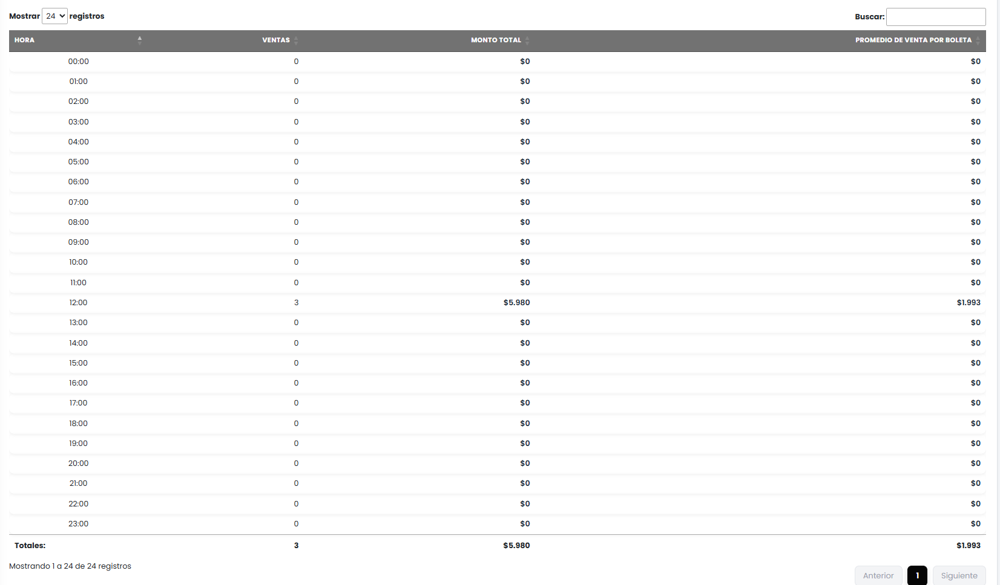 Mostrar 24 registros Buscar:
HORA VENTAS MONTO TOTAL PROMEDIO DE VENTA POR BOLETA
00:00 0 $0 $0
01:00 0 $0 $0
02:00 0 $0 $0
03:00 0 $0 $0
04:00 0 $0 $0
05:00 0 $0 $0
06:00 0 $0 $0
07:00 0 $0 $0
08:00 0 $0 $0
09:00 0 $0 $0
10:00 0 $0 $0
11:00 0 $0 $0
12:00 3 $5.980 $1.993
13:00 0 $0 $0
14:00 0 $0 $0
15:00 0 $0 $0
16:00 0 $0 $0
17:00 0 $0 $0
18:00 0 $0 $0
19:00 0 $0 $0
20:00 0 $0 $0
21:00 0 $0 $0
22:00 0 $0 $0
23:00 0 $0 $0
Totales: 3 $5.980 $1.993
Mostrando 1 a 24 de 24 registros
Anterior 1 Siguiente